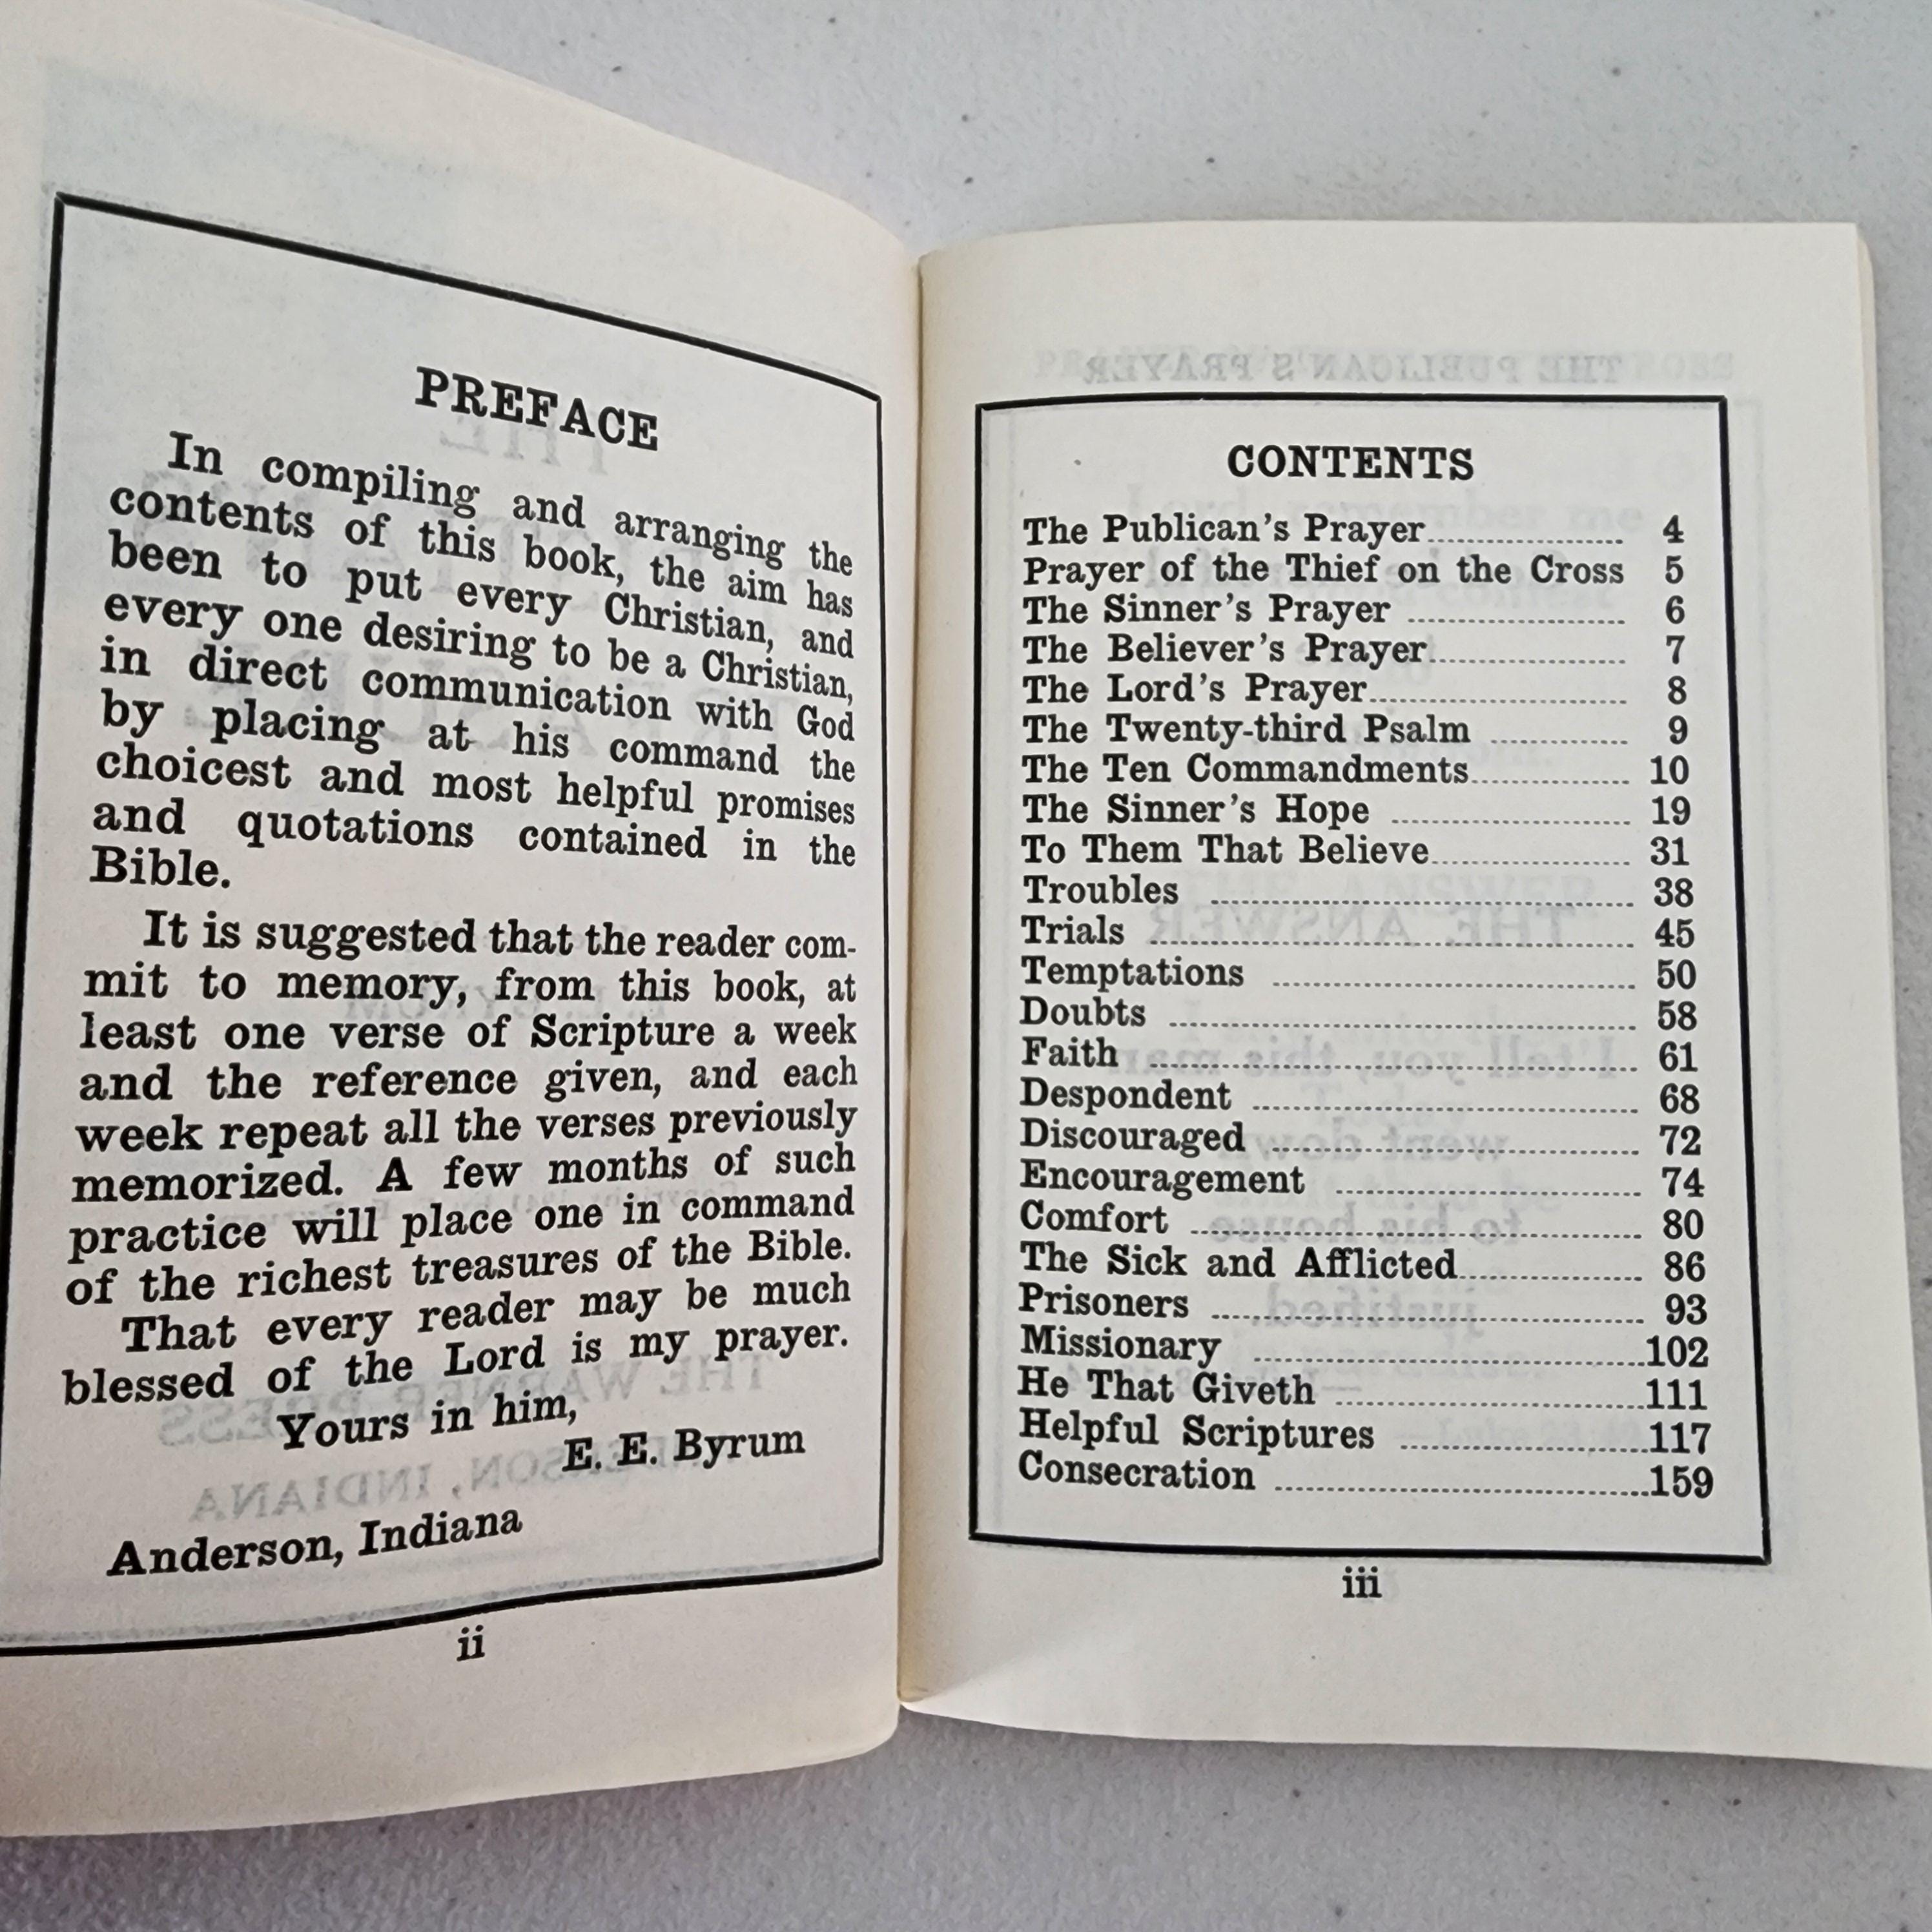 PREFACE
In compiling and arranging the
contents of this book, the aim has
been to put every Christian, and
every one desiring to be a Christian,
in direct communication with God
by placing at his command the
choicest and most helpful promises
and quotations contained in the
Bible.
It is suggested that the reader com-
mit to memory, from this book, at
least one verse of Scripture a week
and the reference given, and each
week repeat all the verses previously
memorized. A few months of such
practice will place one in command
of the richest treasures of the Bible.
That every reader may be much
blessed of the Lord is my prayer.
Yours in him,
E. E. Byrum
Anderson, Indiana
ii
CONTENTS
The Publican's Prayer 4
Prayer of the Thief on the Cross 5
The Sinner's Prayer 6
The Believer's Prayer 7
The Lord's Prayer 8
The Twenty-third Psalm 9
The Ten Commandments 10
The Sinner's Hope 19
To Them That Believe 31
Troubles 38
Trials 45
Temptations 50
Doubts 58
Faith 61
Despondent 68
Discouraged 72
Encouragement 74
Comfort 80
The Sick and Afflicted 86
Prisoners 93
Missionary 102
He That Giveth 111
Helpful Scriptures 117
Consecration 159
iii